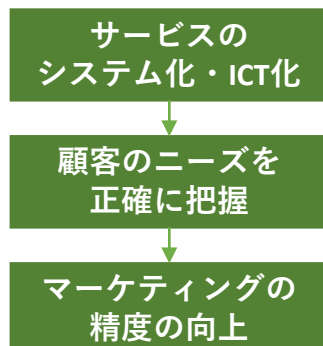 サービスの
システム化・ICT化
顧客のニーズを
正確に把握
マーケティングの
精度の向上